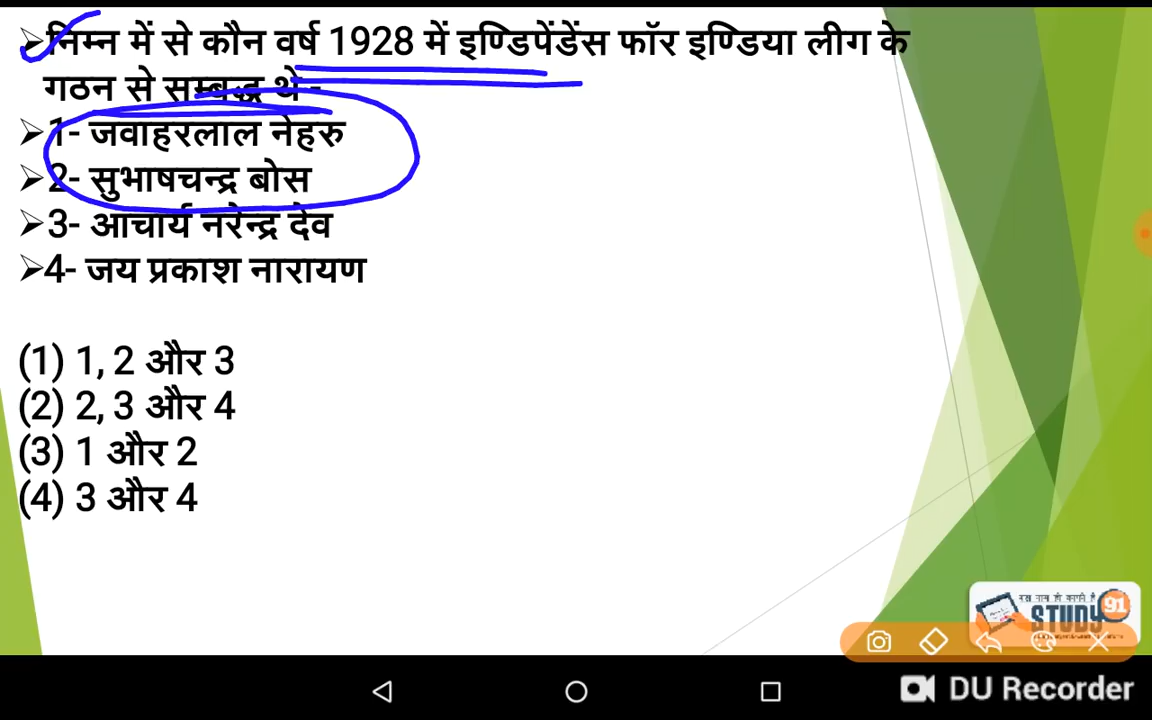 ➢निम्न में से कौन वर्ष 1928 में इण्डिपेंडेंस फॉर इण्डिया लीग के
गठन से सम्बद्ध थे -
➢1- जवाहरलाल नेहरु
➢2- सुभाषचन्द्र बोस
➢3- आचार्य नरेन्द्र देव
➢4- जय प्रकाश नारायण
(1) 1, 2 और 3
(2) 2, 3 और 4
(3) 1 और 2
(4) 3 और 4
91
STUDY
DU Recorder